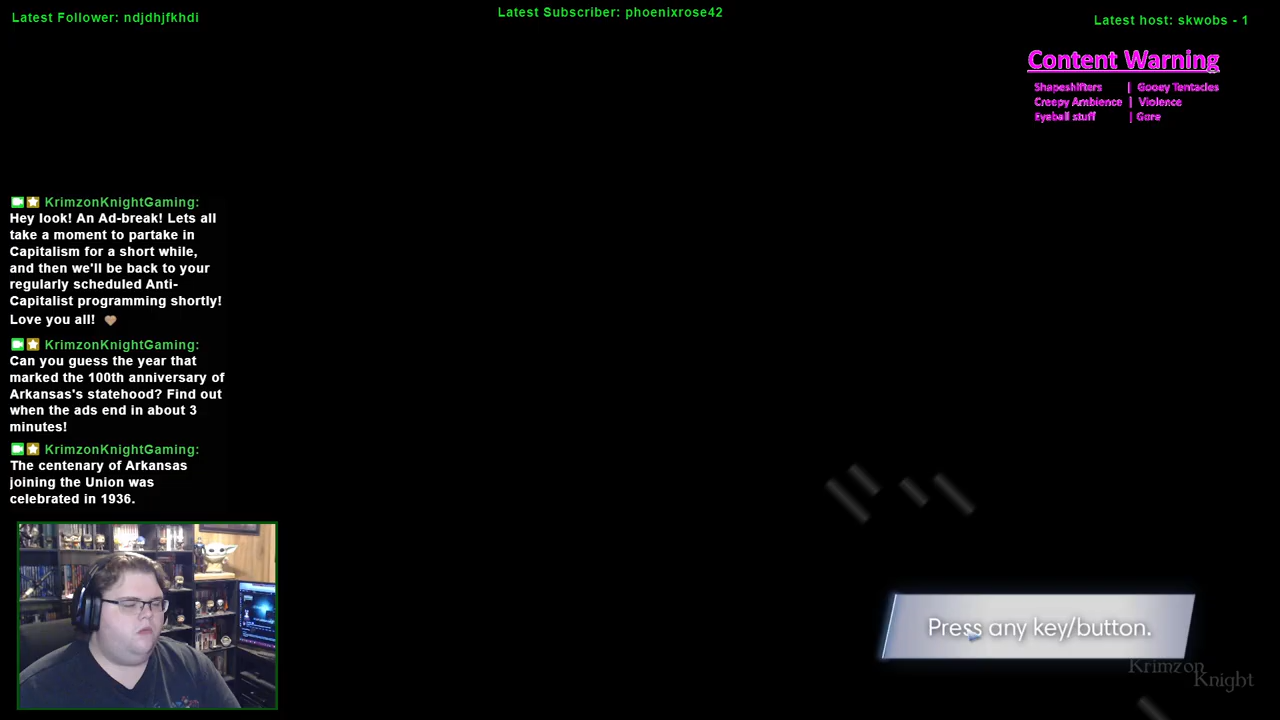 Latest Follower: ndjdhjfkhdi
Latest Subscriber: phoenixrose42
Latest host: skwobs - 1
Content Warning
Shapeshifters | Gooey Tentacles
Creepy Ambience | Violence
Eyeball stuff | Gore
KrimzonKnightGaming:
Hey look! An Ad-break! Lets all
take a moment to partake in
Capitalism for a short while,
and then we'll be back to your
regularly scheduled Anti-
Capitalist programming shortly!
Love you all!
KrimzonKnightGaming:
Can you guess the year that
marked the 100th anniversary of
Arkansas's statehood? Find out
when the ads end in about 3
minutes!
KrimzonKnightGaming:
The centenary of Arkansas
joining the Union was
celebrated in 1936.
Press any key/button.
Krimzon
Knight